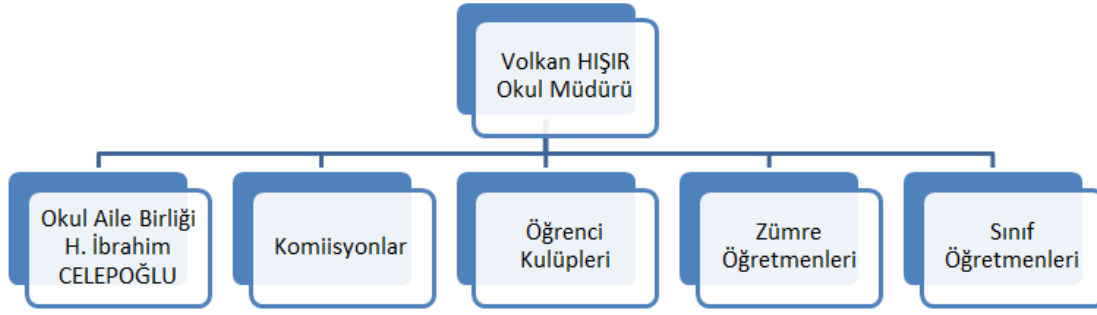 Volkan HIŞIR
Okul Müdürü
Okul Aile Birliği
H. İbrahim
CELEPOĞLU
Komiisyonlar
Öğrenci
Kulüpleri
Zümre
Öğretmenleri
Sınıf
Öğretmenleri